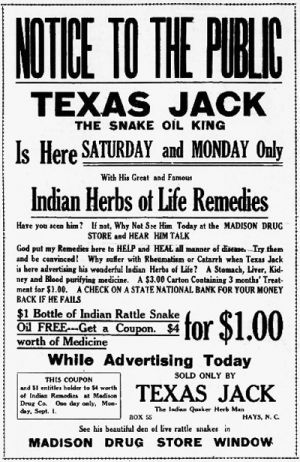 NOTICE TO THE PUBLIC
TEXAS JACK
THE SNAKE OIL KING
Is Here SATURDAY and MONDAY Only
With His Great and Famous
Indian Herbs of Life Remedies
Have you seen him? If not, Why Not See Him Today at the MADISON DRUG
STORE and HEAR HIM TALK
God put my Remedies here to HELP and HEAL all manner of disease.--Try them
and be convinced! Why suffer with Rheumatism or Catarrh when Texas Jack
is here advertising his wonderful Indian Herbs of Life? A Stomach, Liver, Kid-
ney and Blood purifying medicine. A $3.00 Carton Containing 3 months' Treat-
ment for $1.00. A CHECK ON A STATE NATIONAL BANK FOR YOUR MONEY
BACK IF HE FAILS
$1 Bottle of Indian Rattle Snake
Oil FREE---Get a Coupon. $4
worth of Medicine
for $1.00
While Advertising Today
THIS COUPON
and $1 entitles holder to $4 worth
of Indian Remedies at Madison
Drug Co. One day only, Mon-
day, Sept. 1.
SOLD ONLY BY
TEXAS JACK
The Indian Quaker Herb Man
BOX 55 HAYS, N. C.
See his beautiful den of live rattle snakes in
MADISON DRUG STORE WINDOW